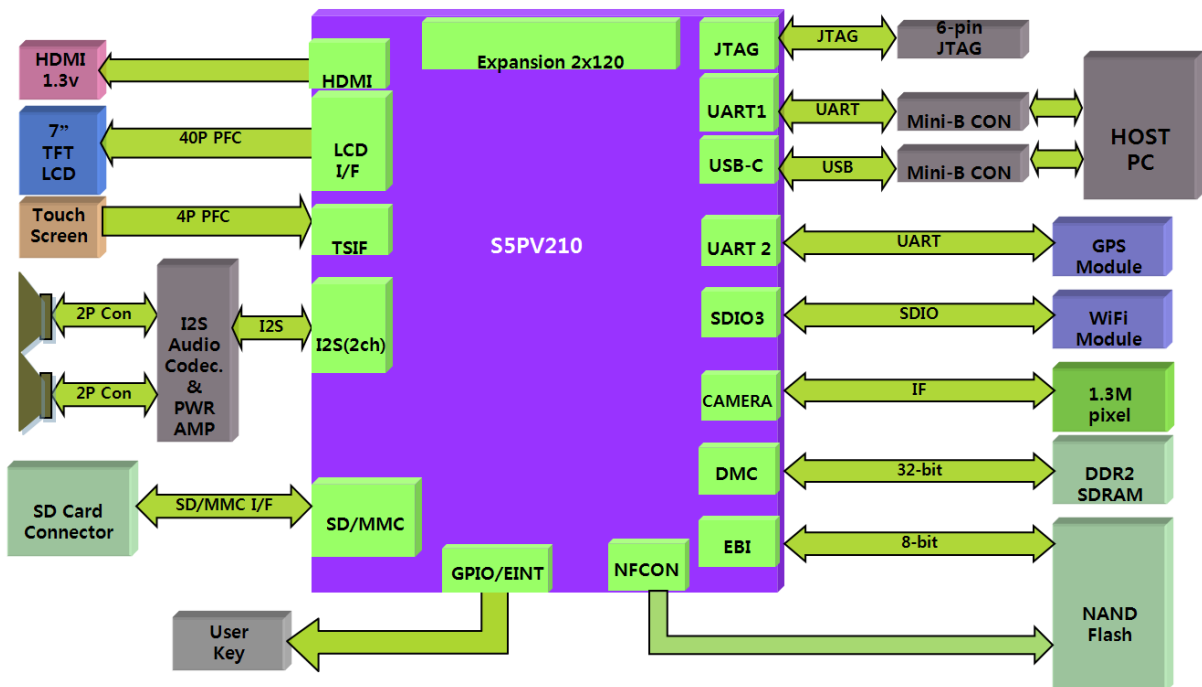 HDMI
1.3v
7”
TFT
LCD
Touch
Screen
40P PFC
4P PFC
2P Con
2P Con
I2S
Audio
Codec.
&
PWR
AMP
I2S
SD Card
Connector
SD/MMC I/F
User
Key
Expansion 2x120
S5PV210
HDMI
LCD
I/F
TSIF
I2S(2ch)
SD/MMC
GPIO/EINT
NFCON
JTAG
UART1
USB-C
UART 2
SDIO3
CAMERA
DMC
EBI
JTAG
UART
USB
UART
SDIO
IF
32-bit
8-bit
6-pin
JTAG
Mini-B CON
Mini-B CON
HOST
PC
GPS
Module
WiFi
Module
1.3M
pixel
DDR2
SDRAM
NAND
Flash